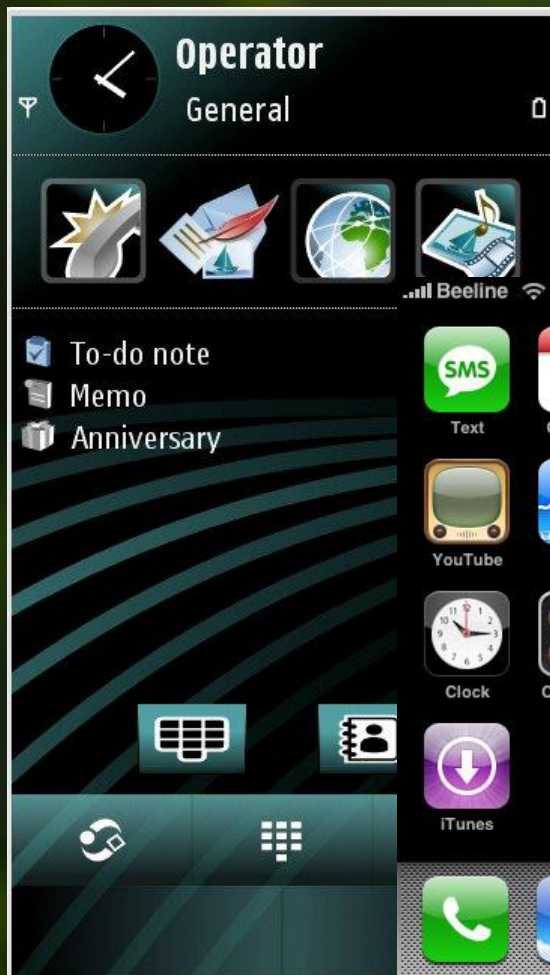 Operator
General
To-do note
Memo
Anniversary
Beeline
SMS
Text
YouTube
Clock
iTunes